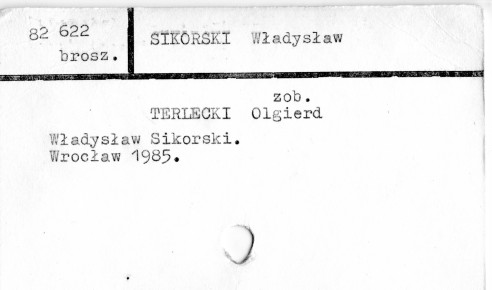 82 622
brosz.
SIKORSKI Władysław
zob.
TERLECKI Olgierd
Władysław Sikorski.
Wrocław 1985.